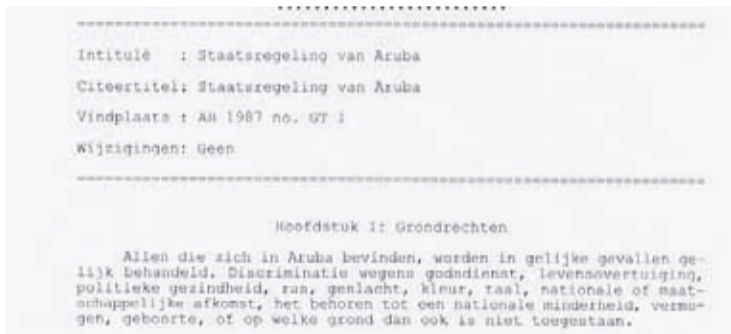 Intitulé : Staatsregeling van Aruba
Citeertitel: Staatsregeling van Aruba
Vindplaats : AB 1987 no. GT 1
Wijzigingen: Geen
Hoofdstuk I: Grondrechten
Allen die zich in Aruba bevinden, worden in gelijke gevallen ge-
lijk behandeld. Discriminatie wegens godsdienst, levensovertuiging,
politieke gezindheid, ras, geslacht, kleur, taal, nationale of maat-
schappelijke afkomst, het behoren tot een nationale minderheid, vermo-
gen, geboorte, of op welke grond dan ook is niet toegestaan.